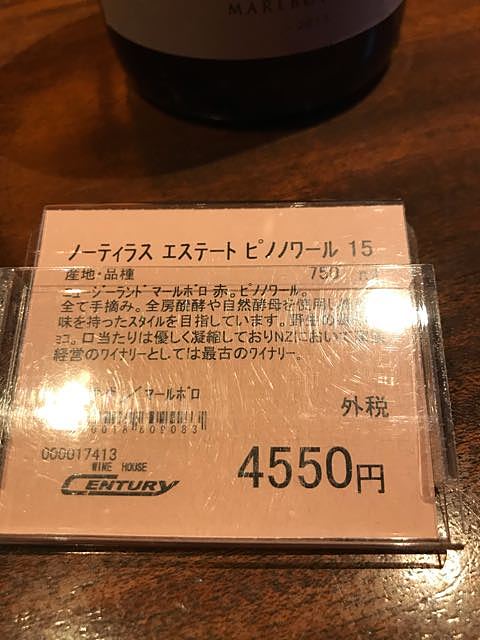 MARLBO
2015
ノーティラス エステート ピノノワール 15
産地・品種 750 ml
ニュージーランド マールボロ 赤。ピノノワール。
全て手摘み。全房醗酵や自然酵母を使用し
味を持ったスタイルを目指しています。
ョコ。口当たりは優しく凝縮しておりNZにおいて家族
経営のワイナリーとしては最古のワイナリー。
マールボロ
外税
000017413
4550円
WINE HOUSE
CENTURY